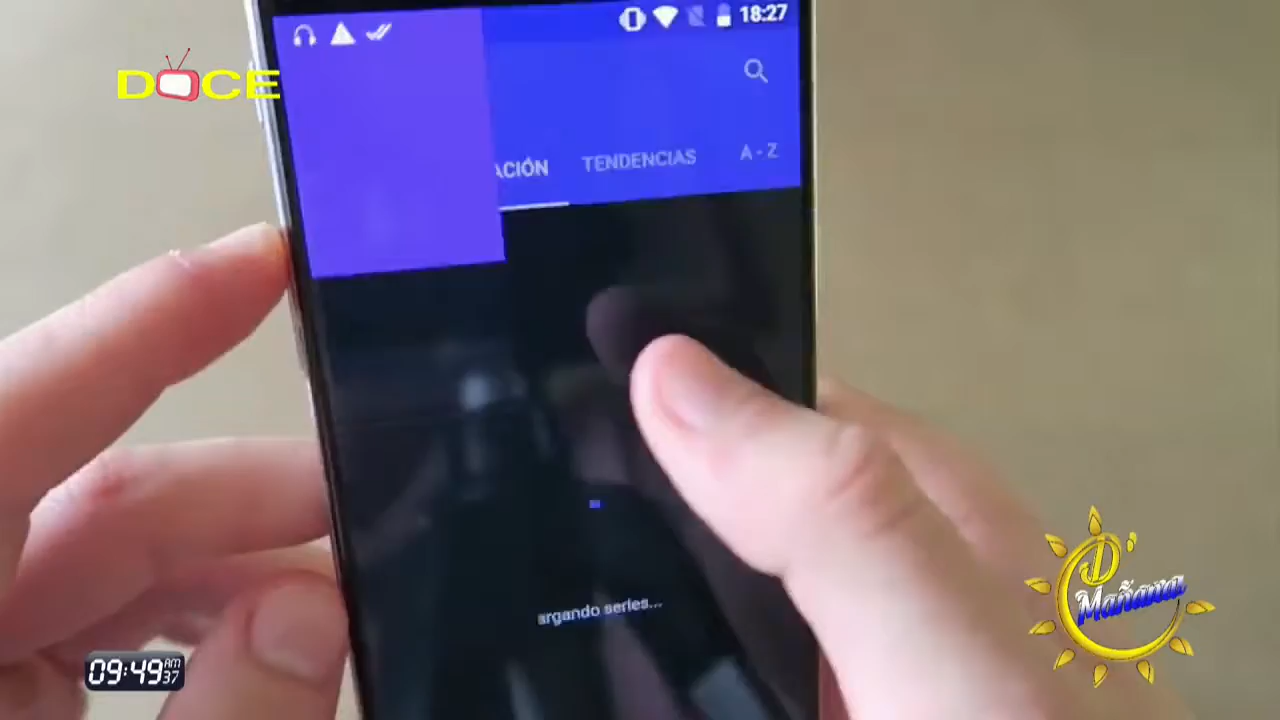 18:27
DOCE
ACIÓN
TENDENCIAS
A - Z
argando series...
D'
Mañana
09:49 AM
37